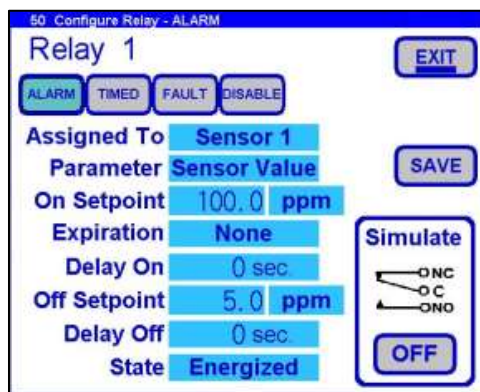 50 Configure Relay - ALARM
Relay 1
EXIT
ALARM TIMED FAULT DISABLE
Assigned To Sensor 1
Parameter Sensor Value
SAVE
On Setpoint 100.0 ppm
Expiration None
Simulate
Delay On 0 sec.
NC
C
NO
Off Setpoint 5.0 ppm
Delay Off 0 sec.
OFF
State Energized